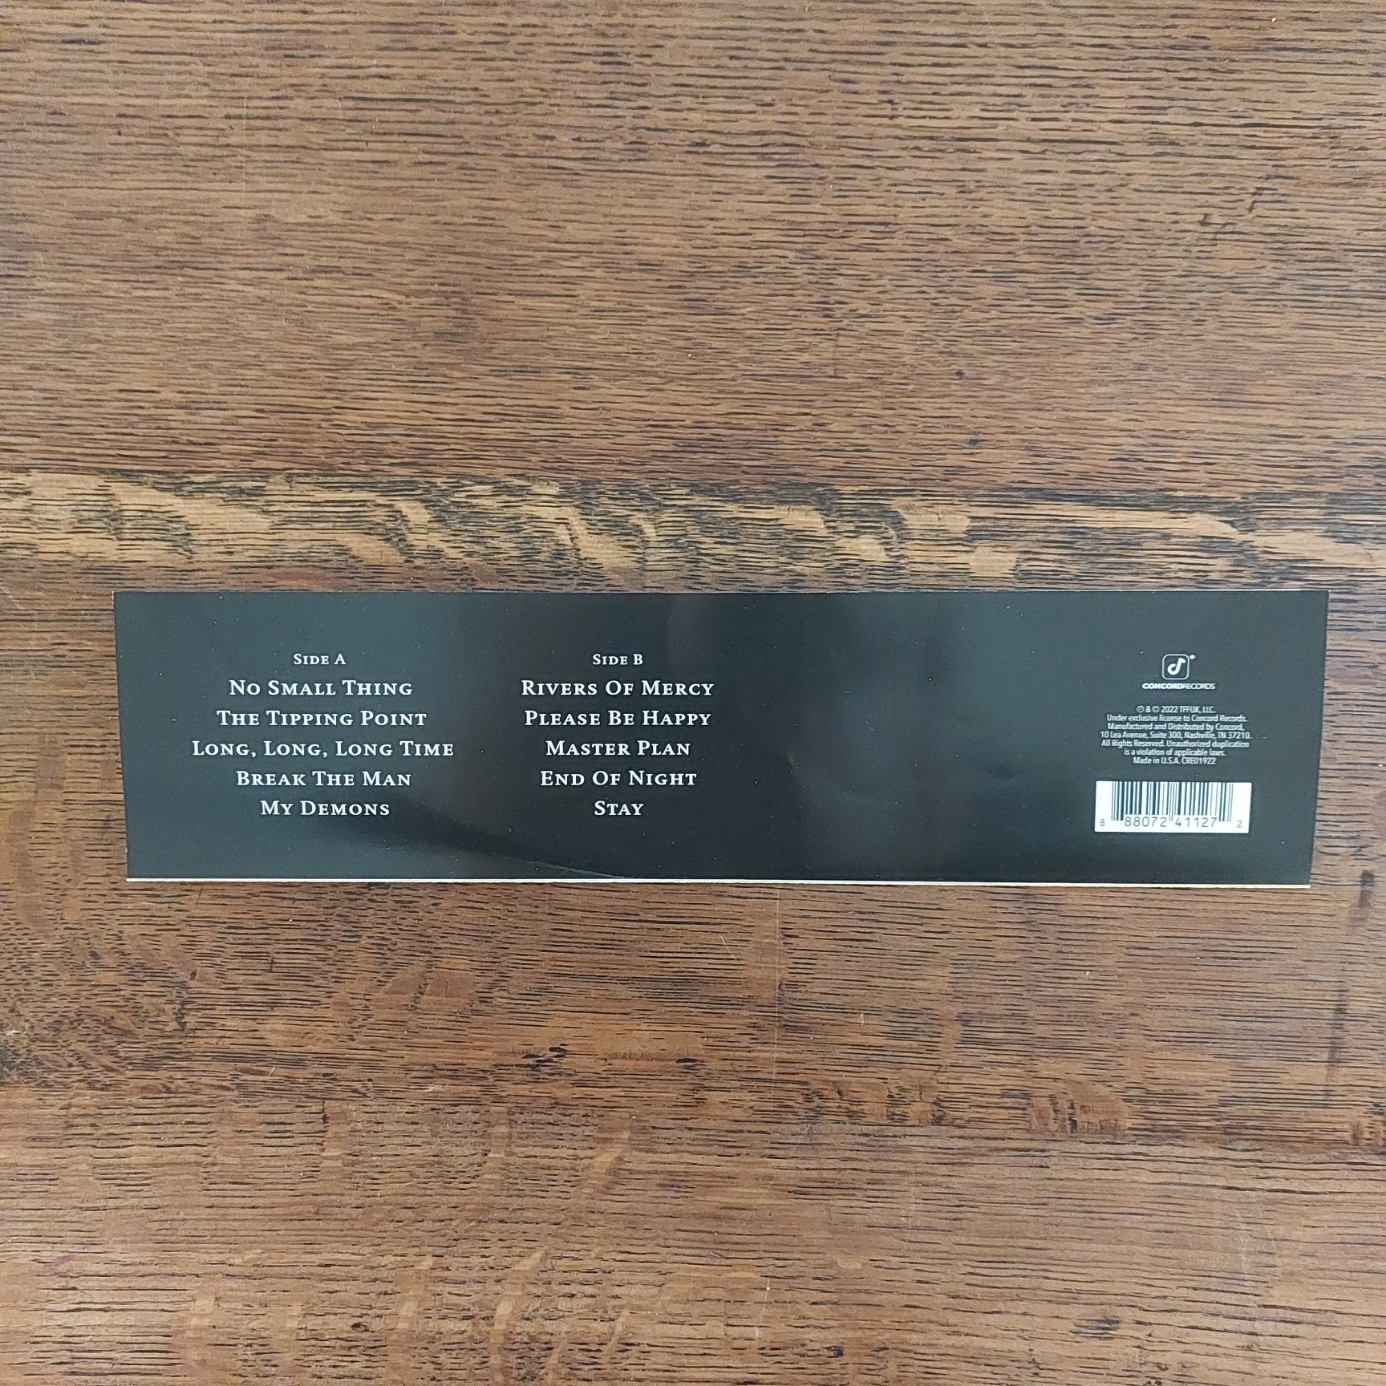 Side A
No Small Thing
The Tipping Point
Long, Long, Long Time
Break The Man
My Demons
Side B
Rivers Of Mercy
Please Be Happy
Master Plan
End Of Night
Stay
CONCORDRECORDS
℗ & © 2022 TFFUK, LLC.
Under exclusive license to Concord Records.
Manufactured and Distributed by Concord,
10 Lea Avenue, Suite 300, Nashville, TN 37210.
All Rights Reserved. Unauthorized duplication
is a violation of applicable laws.
Made in U.S.A. CRE01922
8 88072 41127 2